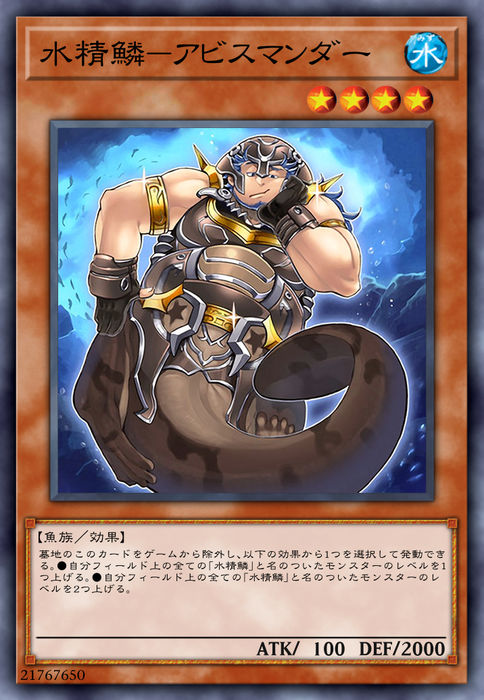 水精鱗－アビスマンダー
みず
水
【魚族／効果】
墓地のこのカードをゲームから除外し、以下の効果から1つを選択して発動でき
る。●自分フィールド上の全ての「水精鱗」と名のついたモンスターのレベルを1
つ上げる。●自分フィールド上の全ての「水精鱗」と名のついたモンスターのレ
ベルを2つ上げる。
ATK/ 100 DEF/2000
21767650